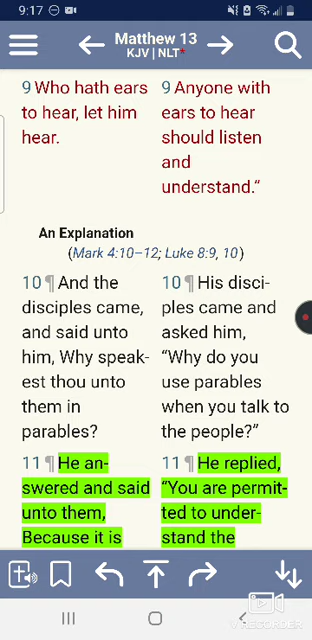 9:17
Matthew 13
KJV | NLT*
9 Who hath ears
to hear, let him
hear.
9 Anyone with
ears to hear
should listen
and
understand.”
An Explanation
(Mark 4:10–12; Luke 8:9, 10)
10 ¶ And the
disciples came,
and said unto
him, Why speak-
est thou unto
them in
parables?
10 ¶ His disci-
ples came and
asked him,
“Why do you
use parables
when you talk to
the people?”
11 ¶ He an-
swered and said
unto them,
Because it is
11 ¶ He replied,
“You are permit-
ted to under-
stand the
V RECORDER